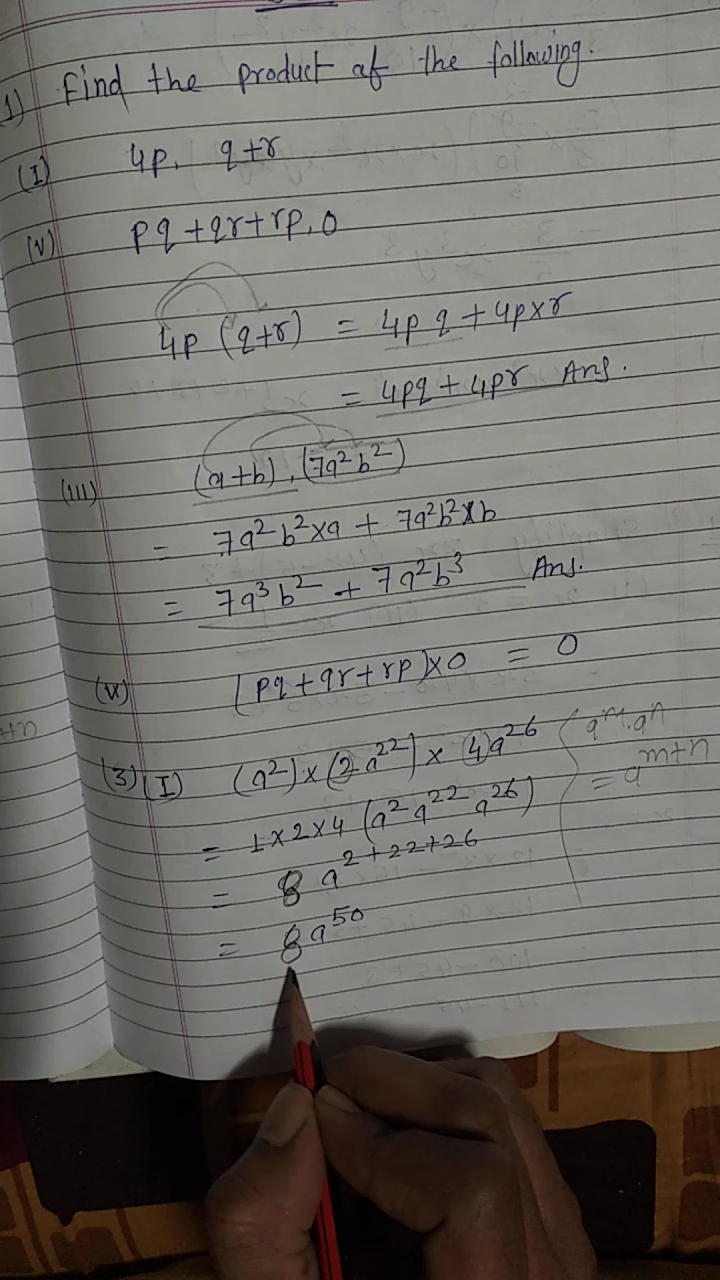 1) Find the product af the following.
(I) 4p, q+r
(V) pq+qr+rp, 0
4p (q+r) = 4pq + 4p×r
= 4pq + 4pr Ans.
(III) (a+b), (7a²b²)
= 7a²b²×a + 7a²b²×b
= 7a³b² + 7a²b³ Ans.
(V) (pq+qr+rp)×0 = 0
(3) (I) (a²)×(2a²²)×4a²⁶
aᵐ.aⁿ
= aᵐ⁺ⁿ
= 1×2×4 (a² a²² a²⁶)
= 8 a²⁺²²⁺²⁶
= 8a⁵⁰